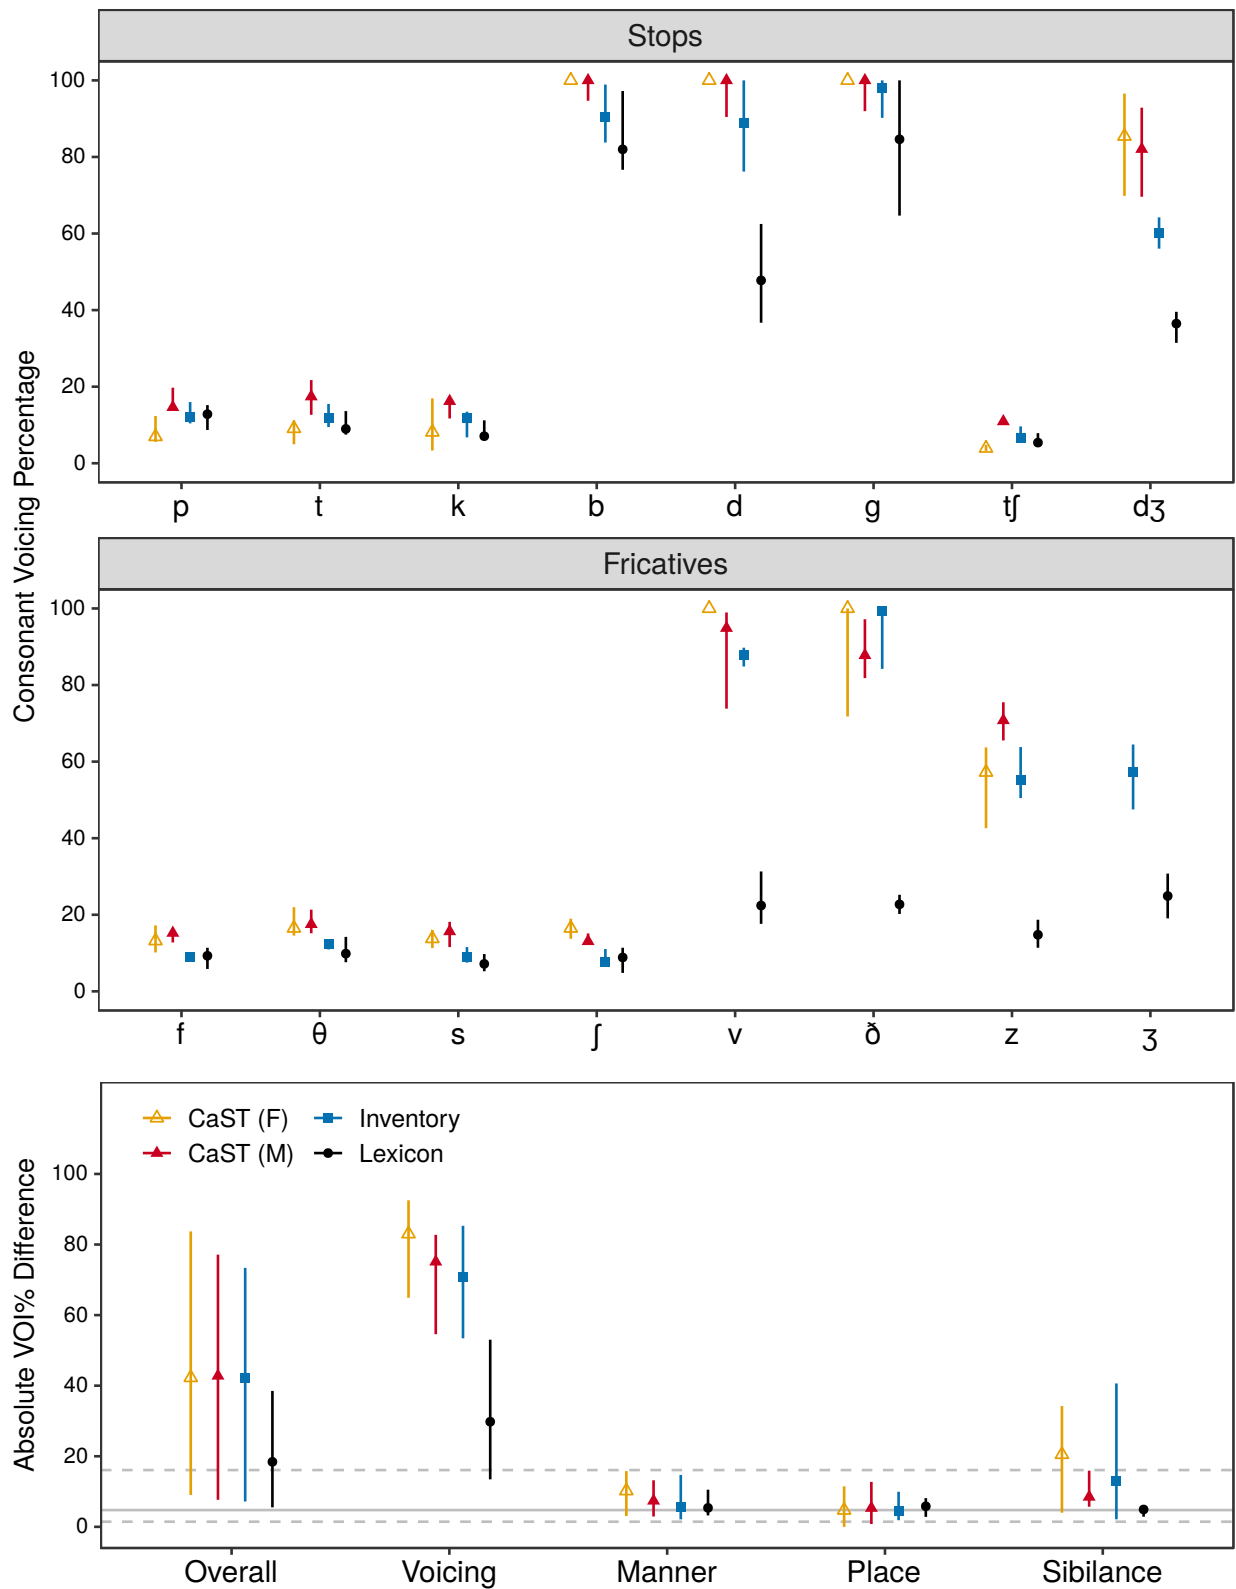 Stops
Consonant Voicing Percentage
100
80
60
40
20
0
p t k b d g tʃ dʒ
Fricatives
100
80
60
40
20
0
f θ s ʃ v ð z ʒ
Absolute VOI% Difference
CaST (F) Inventory
CaST (M) Lexicon
100
80
60
40
20
0
Overall Voicing Manner Place Sibilance